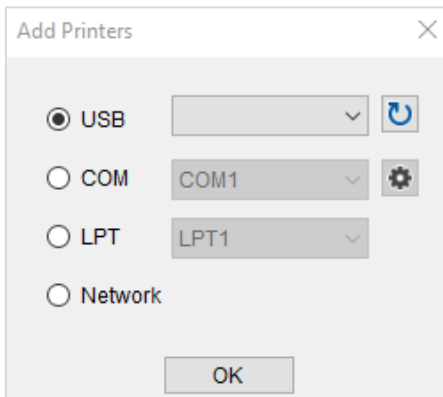 Add Printers
USB
COM COM1
LPT LPT1
Network
OK